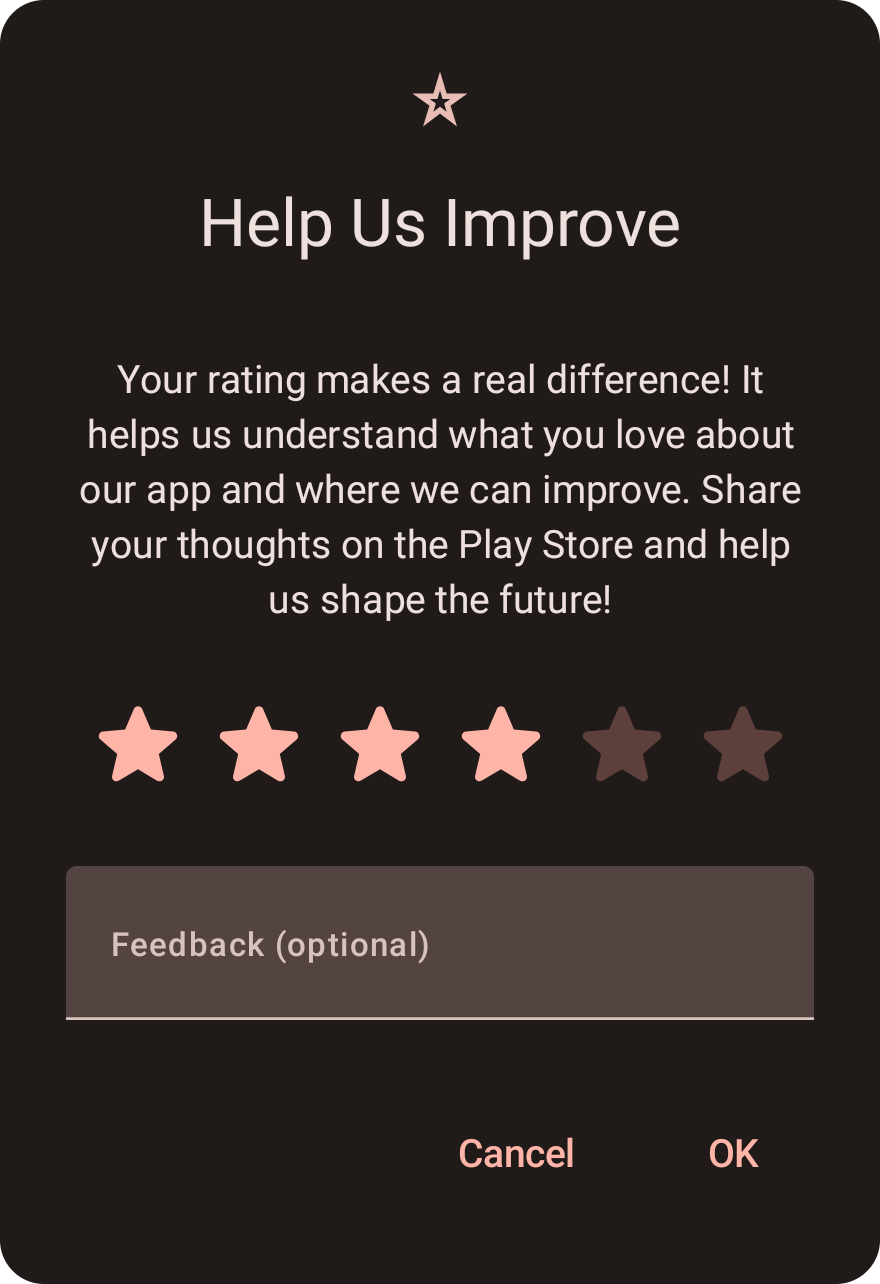 Help Us Improve
Your rating makes a real difference! It
helps us understand what you love about
our app and where we can improve. Share
your thoughts on the Play Store and help
us shape the future!
Feedback (optional)
Cancel
OK